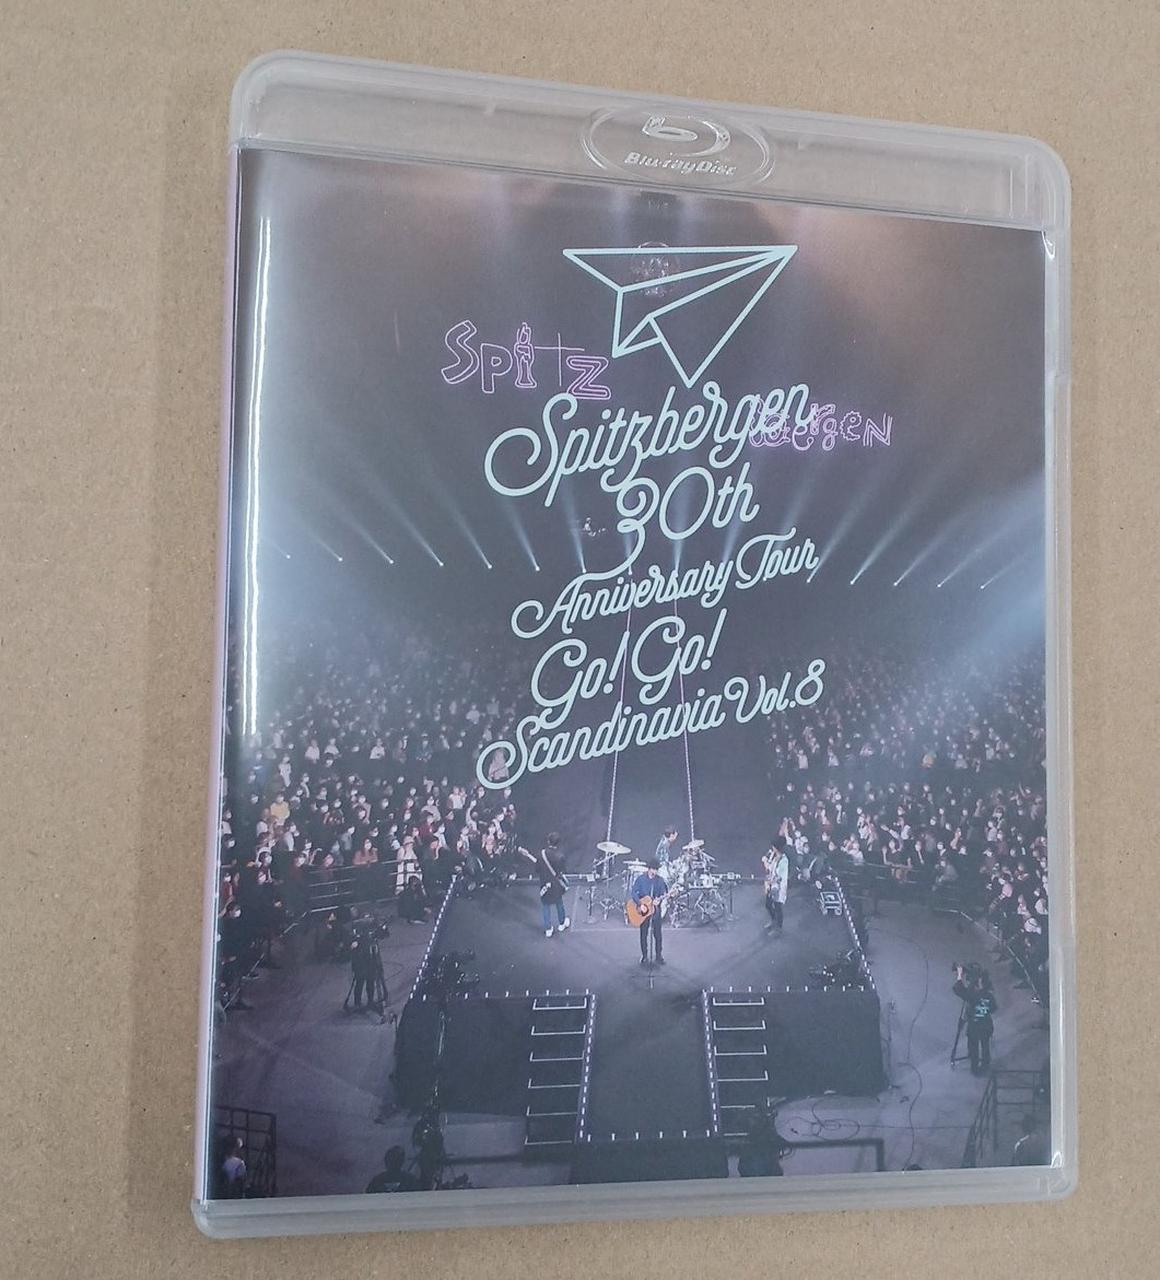 Blu-ray Disc
Spitz
Spitzbergen
bergen
30th
Anniversary Tour
Go! Go!
Scandinavia Vol.8